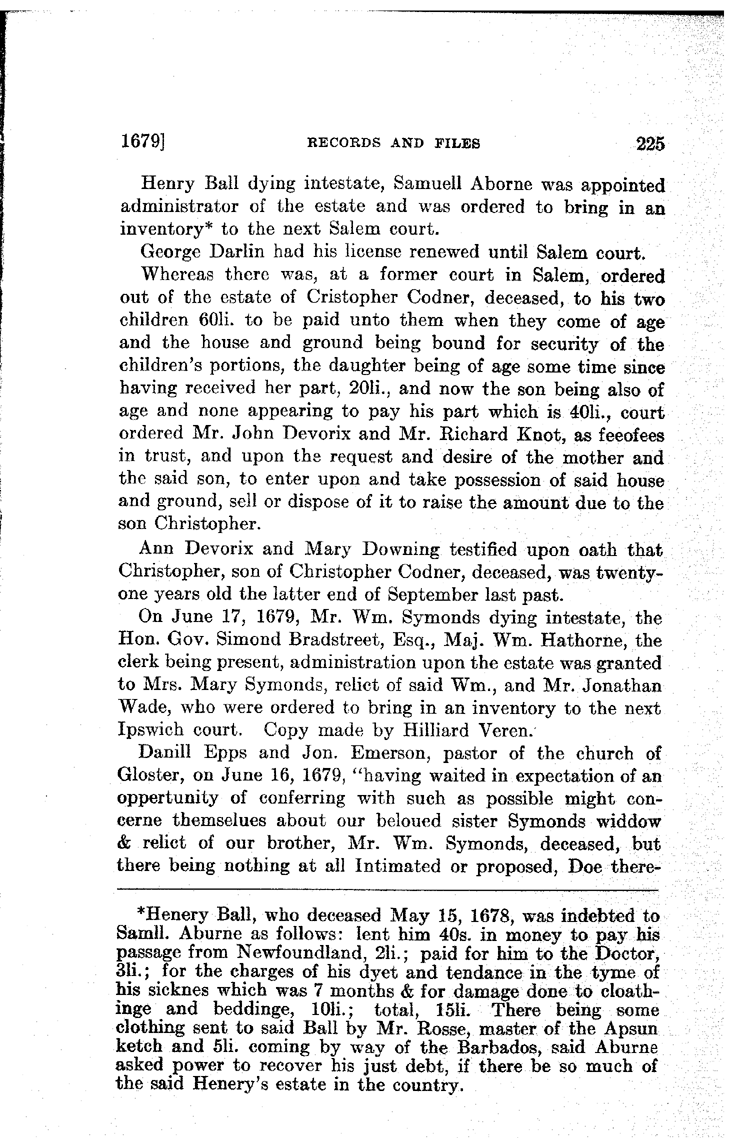 1679] RECORDS AND FILES 225
Henry Ball dying intestate, Samuell Aborne was appointed
administrator of the estate and was ordered to bring in an
inventory* to the next Salem court.
George Darlin had his license renewed until Salem court.
Whereas there was, at a former court in Salem, ordered
out of the estate of Cristopher Codner, deceased, to his two
children 60li. to be paid unto them when they come of age
and the house and ground being bound for security of the
children's portions, the daughter being of age some time since
having received her part, 20li., and now the son being also of
age and none appearing to pay his part which is 40li., court
ordered Mr. John Devorix and Mr. Richard Knot, as feeofees
in trust, and upon the request and desire of the mother and
the said son, to enter upon and take possession of said house
and ground, sell or dispose of it to raise the amount due to the
son Christopher.
Ann Devorix and Mary Downing testified upon oath that
Christopher, son of Christopher Codner, deceased, was twenty-
one years old the latter end of September last past.
On June 17, 1679, Mr. Wm. Symonds dying intestate, the
Hon. Gov. Simond Bradstreet, Esq., Maj. Wm. Hathorne, the
clerk being present, administration upon the estate was granted
to Mrs. Mary Symonds, relict of said Wm., and Mr. Jonathan
Wade, who were ordered to bring in an inventory to the next
Ipswich court. Copy made by Hilliard Veren.
Danill Epps and Jon. Emerson, pastor of the church of
Gloster, on June 16, 1679, "having waited in expectation of an
oppertunity of conferring with such as possible might con-
cerne themselues about our beloued sister Symonds widdow
& relict of our brother, Mr. Wm. Symonds, deceased, but
there being nothing at all Intimated or proposed, Doe there-
*Henery Ball, who deceased May 15, 1678, was indebted to
Samll. Aburne as follows: lent him 40s. in money to pay his
passage from Newfoundland, 2li.; paid for him to the Doctor,
3li.; for the charges of his dyet and tendance in the tyme of
his sicknes which was 7 months & for damage done to cloath-
inge and beddinge, 10li.; total, 15li. There being some
clothing sent to said Ball by Mr. Rosse, master of the Apsun
ketch and 5li. coming by way of the Barbados, said Aburne
asked power to recover his just debt, if there be so much of
the said Henery's estate in the country.